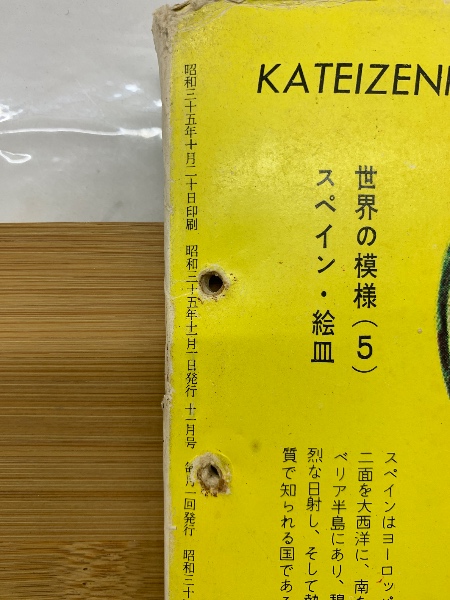 KATEIZEN
世界の模様(5)
スペイン・絵皿
スペインはヨーロッパ
二面を大西洋に、南を
ベリア半島にあり、
烈な日射し、そして熱
質で知られる国である
昭和三十五年十月二十日印刷 昭和三十五年十一月一日発行 十一月号 毎月一回発行 昭和三十